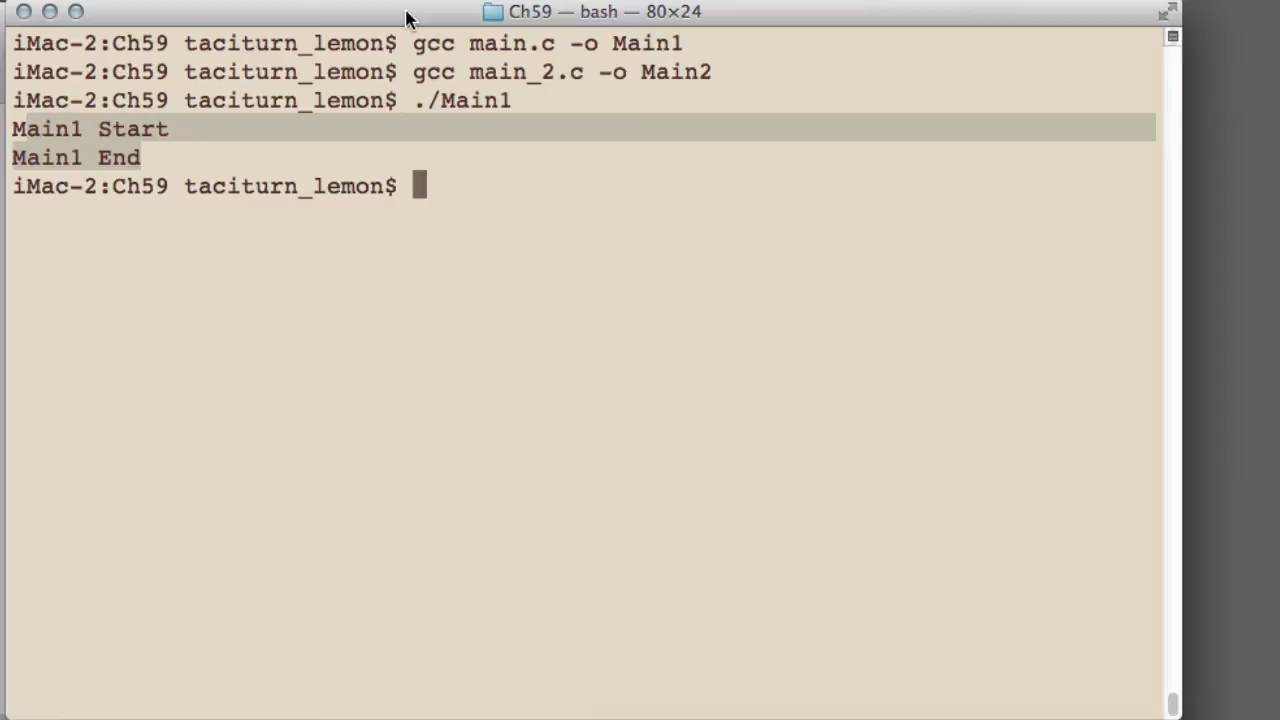 Ch59 — bash — 80×24
iMac-2:Ch59 taciturn_lemon$ gcc main.c -o Main1
iMac-2:Ch59 taciturn_lemon$ gcc main_2.c -o Main2
iMac-2:Ch59 taciturn_lemon$ ./Main1
Main1 Start
Main1 End
iMac-2:Ch59 taciturn_lemon$